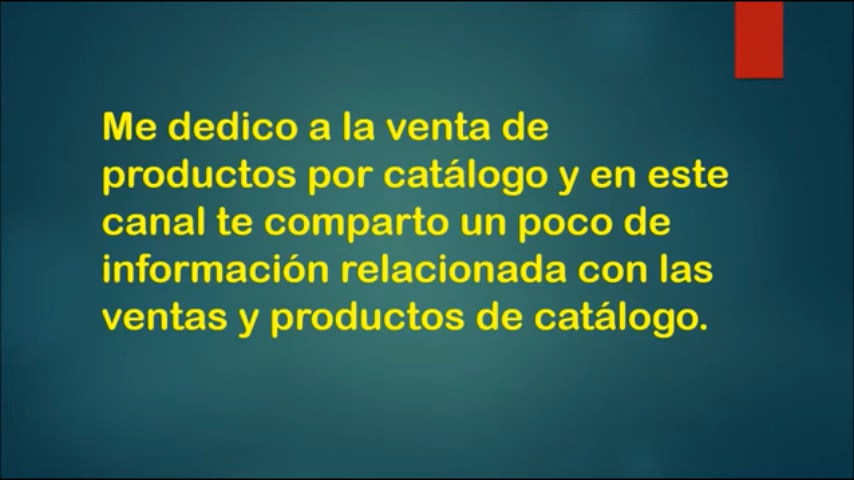 Me dedico a la venta de
productos por catálogo y en este
canal te comparto un poco de
información relacionada con las
ventas y productos de catálogo.